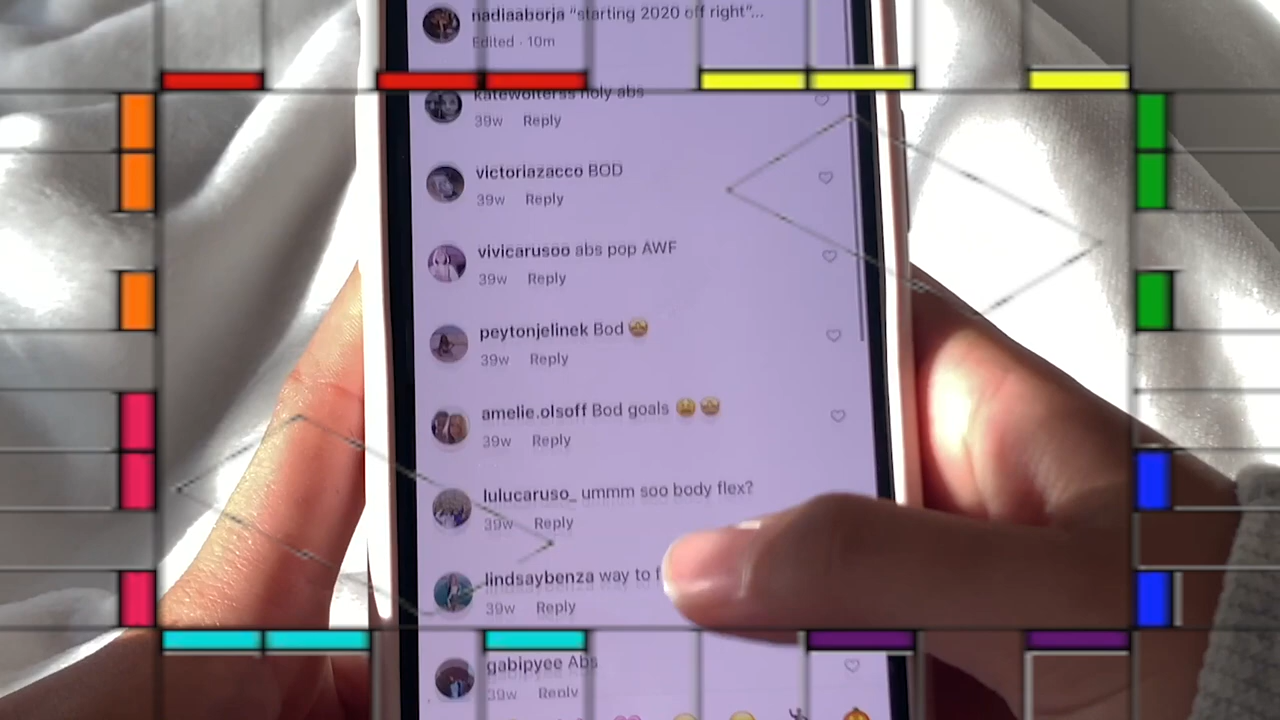 nadiaaborja "starting 2020 off right"...
Edited · 10m
katewolterss holy abs
39w Reply
victoriazacco BOD
39w Reply
vivicarusoo abs pop AWF
39w Reply
peytonjelinek Bod 🤩
39w Reply
amelie.olsoff Bod goals 😫 🤩
39w Reply
lulucaruso_ ummm soo body flex?
39w Reply
lindsaybenza way to
39w Reply
gabipyee Abs
39w Reply